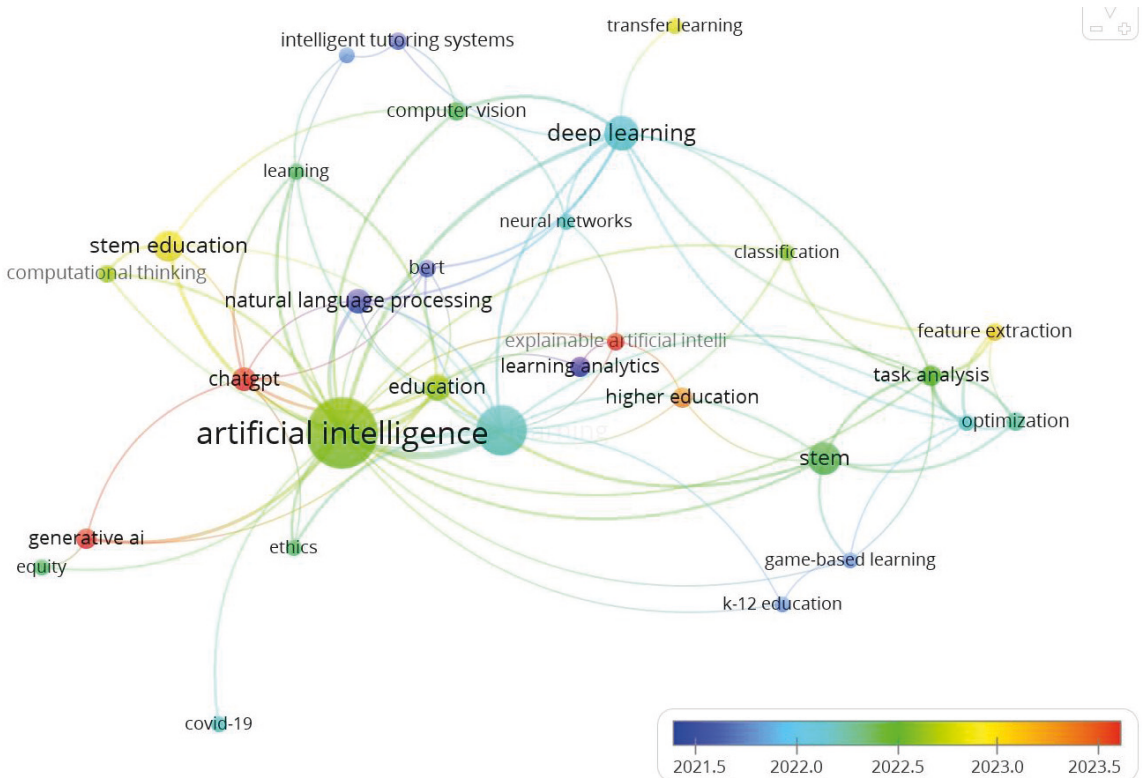 transfer learning
intelligent tutoring systems
computer vision
deep learning
learning
neural networks
stem education
classification
computational thinking
bert
natural language processing
feature extraction
explainable artificial intelli
learning analytics
task analysis
chatgpt
education
higher education
optimization
artificial intelligence
learning
stem
generative ai
ethics
equity
game-based learning
k-12 education
covid-19
2021.5 2022.0 2022.5 2023.0 2023.5